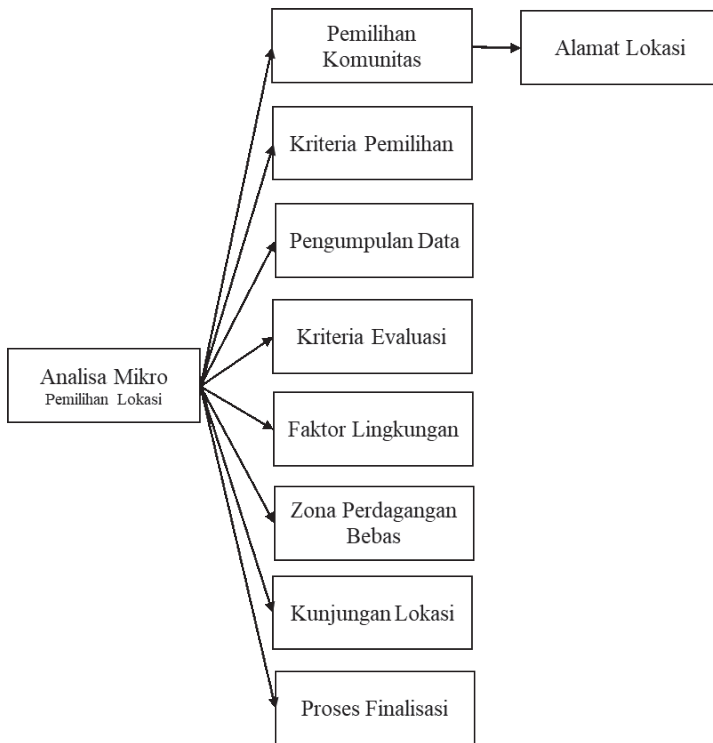 Pemilihan
Komunitas
Alamat Lokasi
Kriteria Pemilihan
Pengumpulan Data
Kriteria Evaluasi
Analisa Mikro
Pemilihan Lokasi
Faktor Lingkungan
Zona Perdagangan
Bebas
Kunjungan Lokasi
Proses Finalisasi